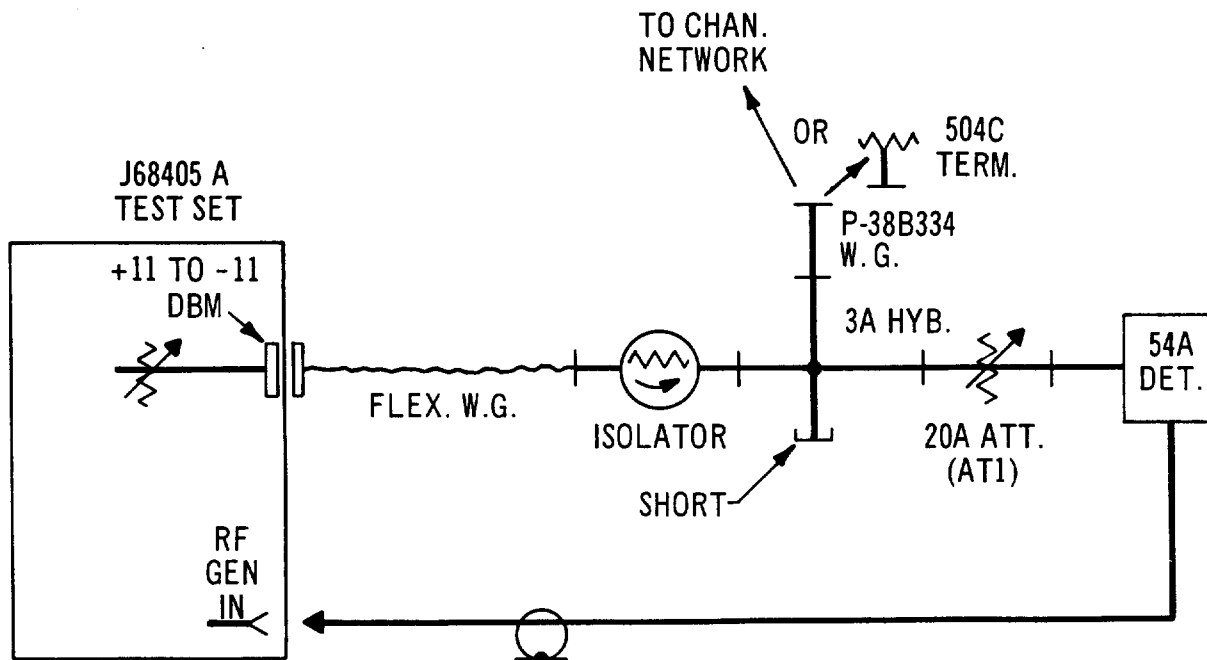 TO CHAN.
NETWORK
OR
504C
TERM.
J68405 A
TEST SET
P-38B334
W.G.
+11 TO -11
DBM
3A HYB.
54A
DET.
FLEX. W.G.
ISOLATOR
20A ATT.
(AT1)
SHORT
RF
GEN
IN